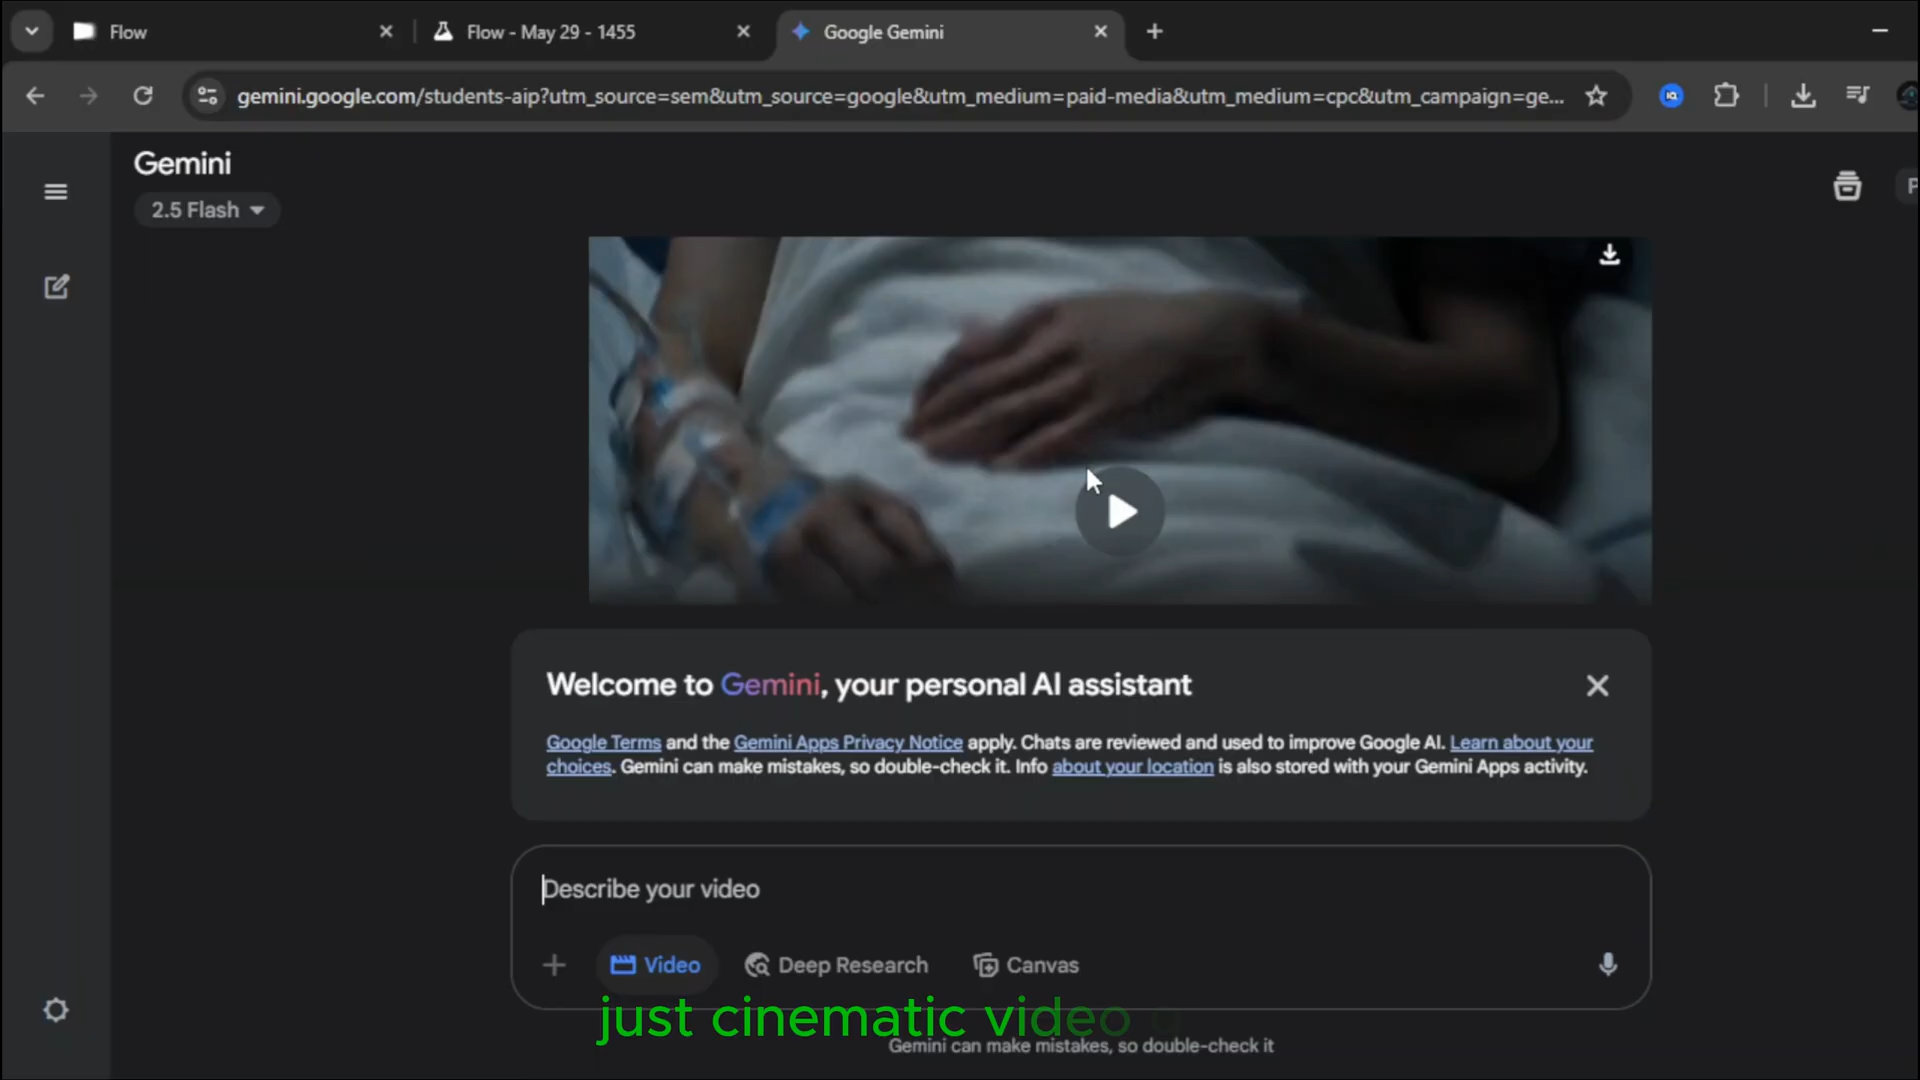 Flow
Flow - May 29 - 1455
Google Gemini
gemini.google.com/students-aip?utm_source=sem&utm_source=google&utm_medium=paid-media&utm_medium=cpc&utm_campaign=ge...
Gemini
2.5 Flash
P
Welcome to Gemini, your personal AI assistant
Google Terms and the Gemini Apps Privacy Notice apply. Chats are reviewed and used to improve Google AI. Learn about your
choices. Gemini can make mistakes, so double-check it. Info about your location is also stored with your Gemini Apps activity.
Describe your video
Video
Deep Research
Canvas
just cinematic video
Gemini can make mistakes, so double-check it